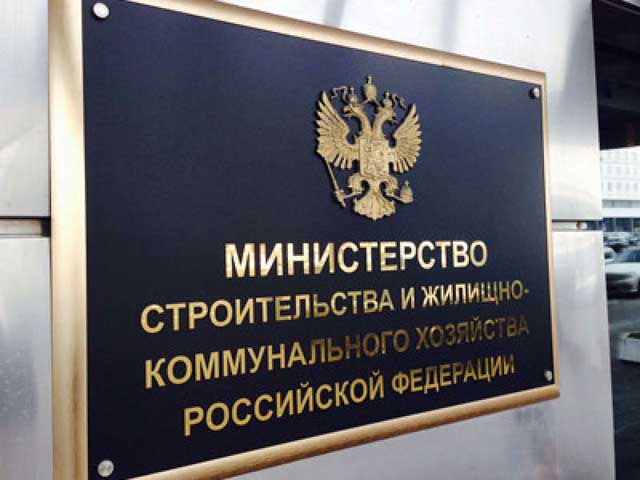 МИНИСТЕРСТВО
СТРОИТЕЛЬСТВА И ЖИЛИЩНО-
КОММУНАЛЬНОГО ХОЗЯЙСТВА
РОССИЙСКОЙ ФЕДЕРАЦИИ